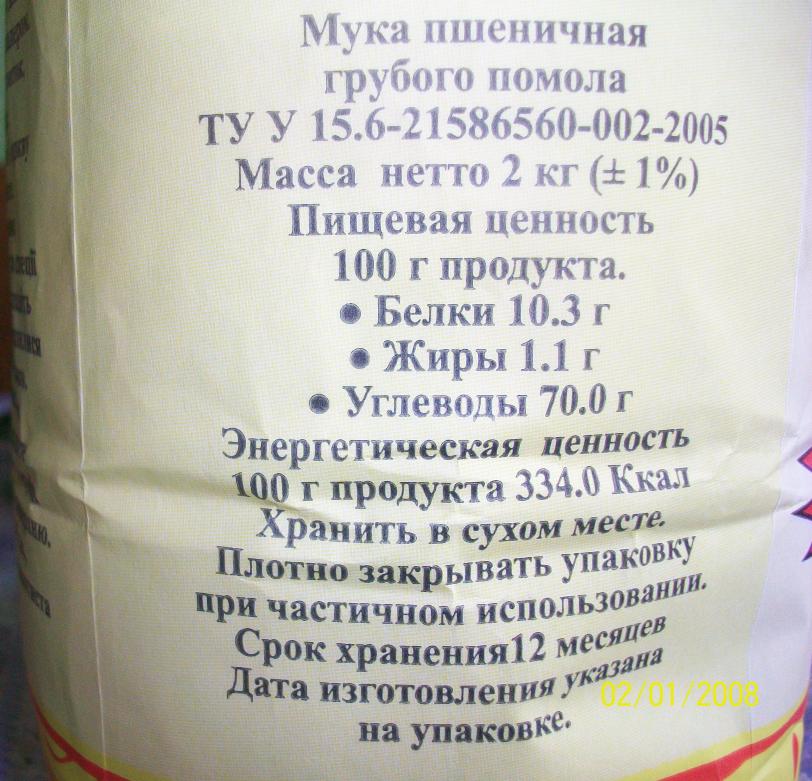 Мука пшеничная
грубого помола
ТУ У 15.6-21586560-002-2005
Масса нетто 2 кг (± 1%)
Пищевая ценность
100 г продукта.
● Белки 10.3 г
● Жиры 1.1 г
● Углеводы 70.0 г
Энергетическая ценность
100 г продукта 334.0 Ккал
Хранить в сухом месте.
Плотно закрывать упаковку
при частичном использовании.
Срок хранения12 месяцев
Дата изготовления указана
на упаковке.
02/01/2008